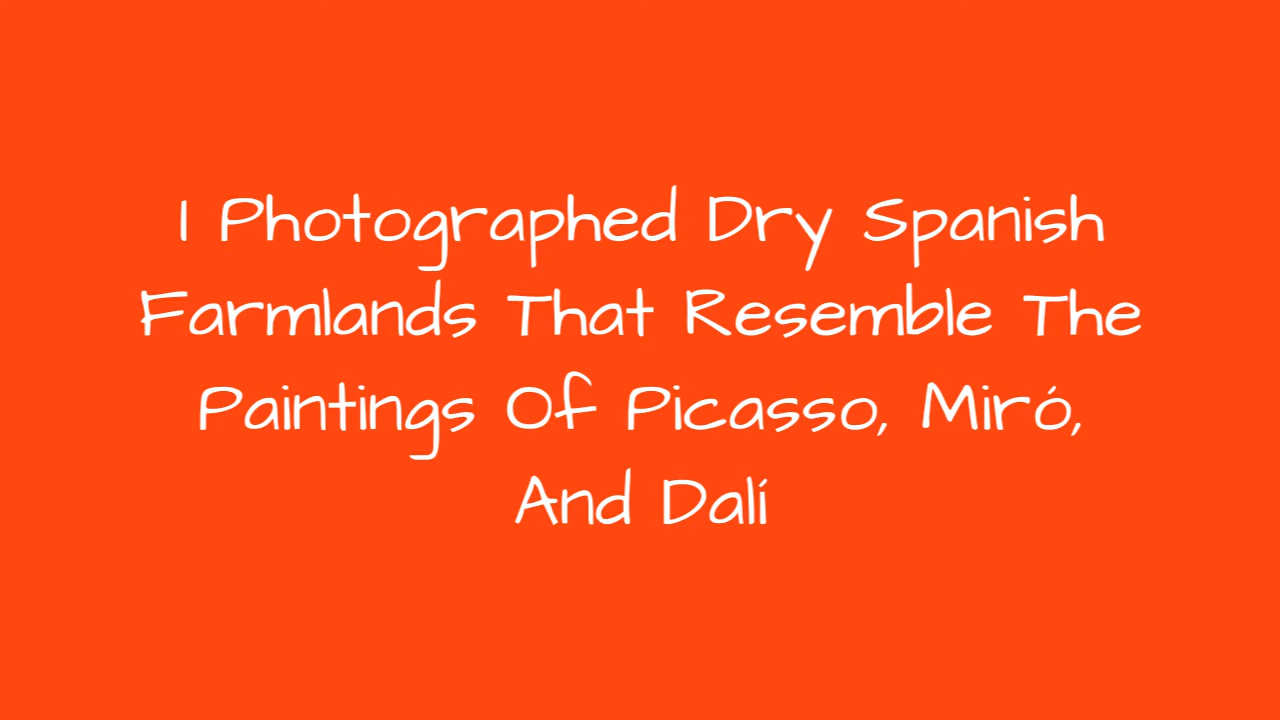 I Photographed Dry Spanish
Farmlands That Resemble The
Paintings Of Picasso, Miró,
And Dalí